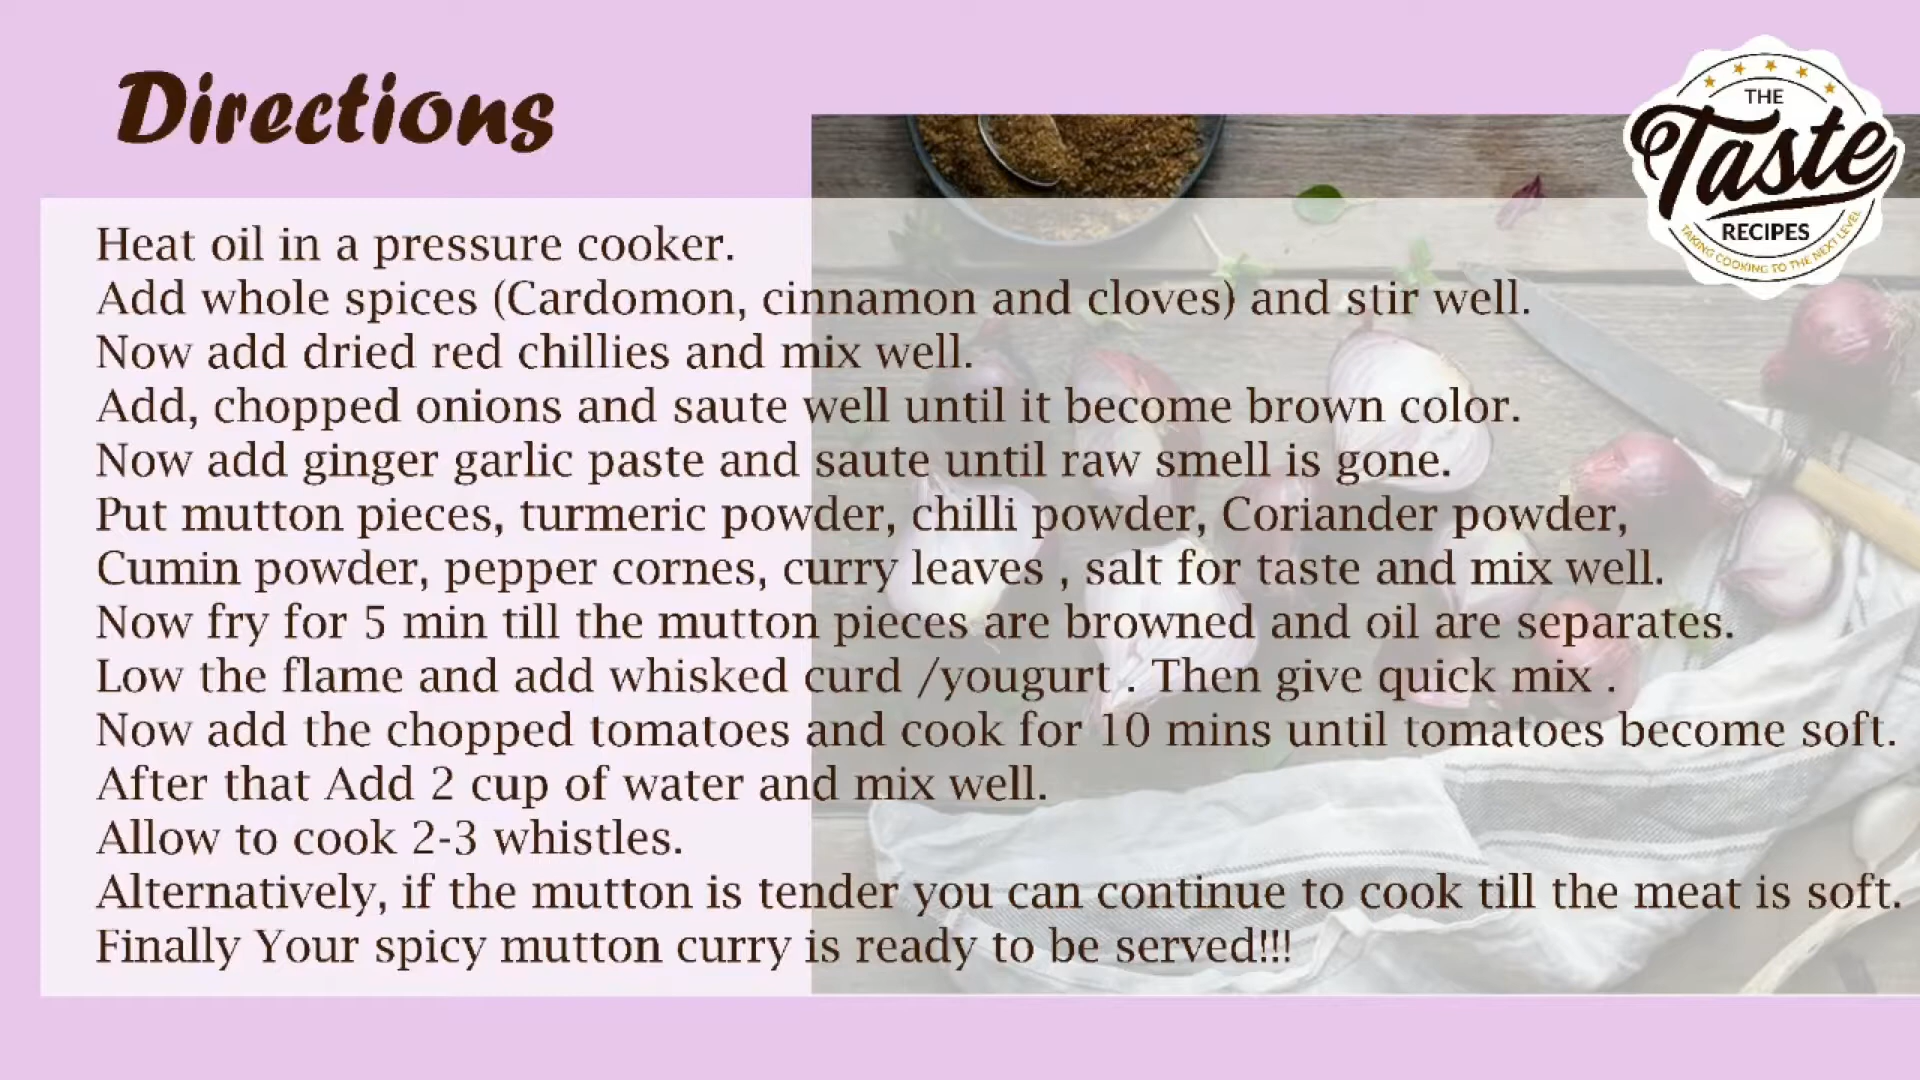 Directions
THE
Taste
RECIPES
TAKING COOKING TO THE NEXT LEVEL
Heat oil in a pressure cooker.
Add whole spices (Cardomon, cinnamon and cloves) and stir well.
Now add dried red chillies and mix well.
Add, chopped onions and saute well until it become brown color.
Now add ginger garlic paste and saute until raw smell is gone.
Put mutton pieces, turmeric powder, chilli powder, Coriander powder,
Cumin powder, pepper cornes, curry leaves , salt for taste and mix well.
Now fry for 5 min till the mutton pieces are browned and oil are separates.
Low the flame and add whisked curd /yougurt . Then give quick mix .
Now add the chopped tomatoes and cook for 10 mins until tomatoes become soft.
After that Add 2 cup of water and mix well.
Allow to cook 2-3 whistles.
Alternatively, if the mutton is tender you can continue to cook till the meat is soft.
Finally Your spicy mutton curry is ready to be served!!!